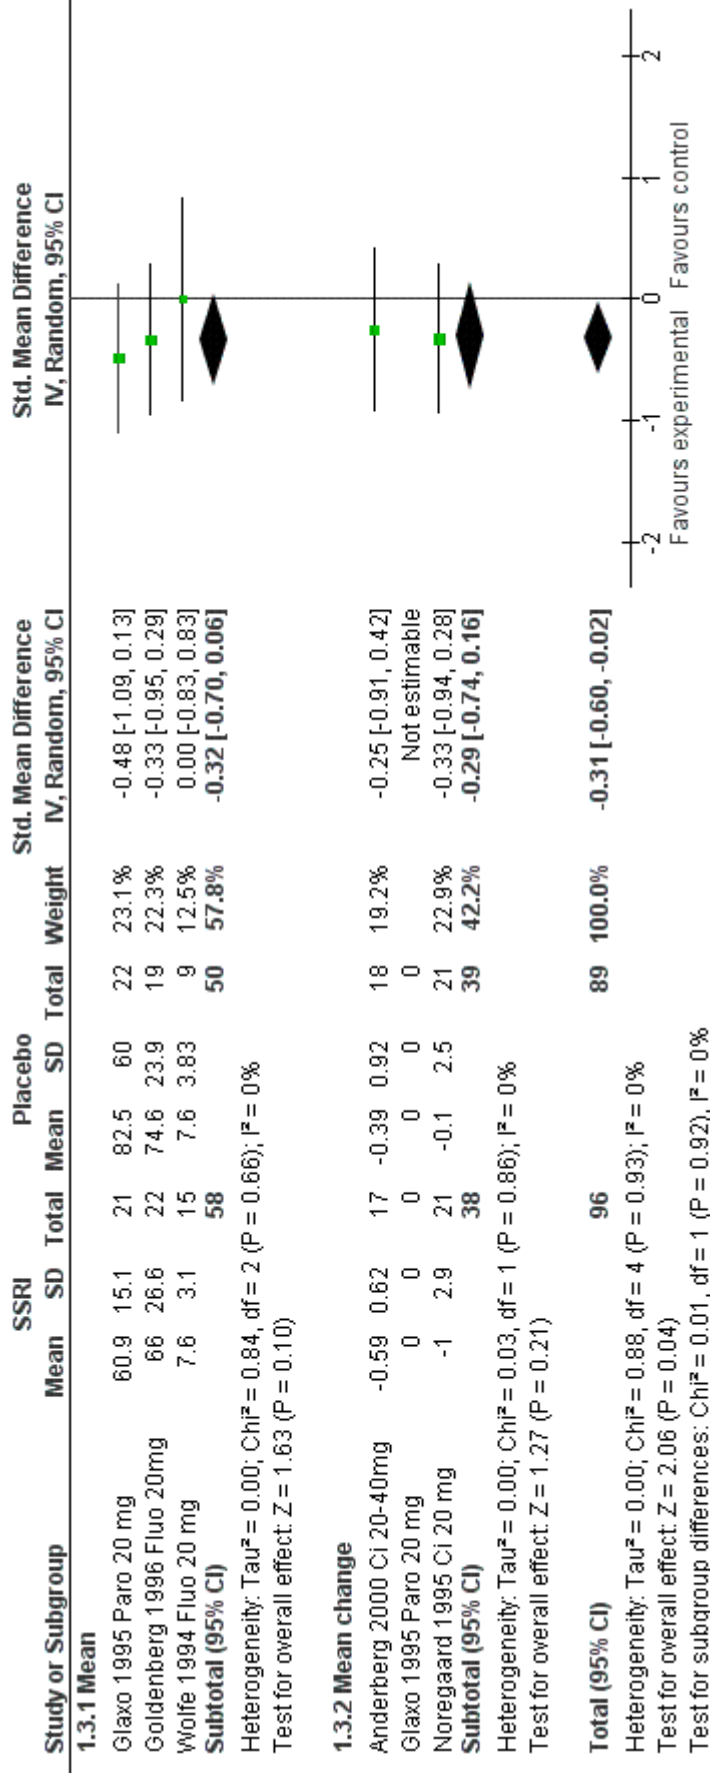 SSRI Placebo Std. Mean Difference Std. Mean Difference
Study or Subgroup Mean SD Total Mean SD Total Weight IV, Random, 95% CI IV, Random, 95% CI
1.3.1 Mean
Glaxo 1995 Paro 20 mg 60.9 15.1 21 82.5 60 22 23.1% -0.48 [-1.09, 0.13]
Goldenberg 1996 Fluo 20mg 66 26.6 22 74.6 23.9 19 22.3% -0.33 [-0.95, 0.29]
Wolfe 1994 Fluo 20 mg 7.6 3.1 15 7.6 3.83 9 12.5% 0.00 [-0.83, 0.83]
Subtotal (95% CI) 58 50 57.8% -0.32 [-0.70, 0.06]
Heterogeneity: Tau² = 0.00; Chi² = 0.84, df = 2 (P = 0.66); I² = 0%
Test for overall effect: Z = 1.63 (P = 0.10)
1.3.2 Mean change
Anderberg 2000 Ci 20-40mg -0.59 0.62 17 -0.39 0.92 18 19.2% -0.25 [-0.91, 0.42]
Glaxo 1995 Paro 20 mg 0 0 0 0 0 0 Not estimable
Noregaard 1995 Ci 20 mg -1 2.9 21 -0.1 2.5 21 22.9% -0.33 [-0.94, 0.28]
Subtotal (95% CI) 38 39 42.2% -0.29 [-0.74, 0.16]
Heterogeneity: Tau² = 0.00; Chi² = 0.03, df = 1 (P = 0.86); I² = 0%
Test for overall effect: Z = 1.27 (P = 0.21)
Total (95% CI) 96 89 100.0% -0.31 [-0.60, -0.02]
Heterogeneity: Tau² = 0.00; Chi² = 0.88, df = 4 (P = 0.93); I² = 0%
Test for overall effect: Z = 2.06 (P = 0.04)
Test for subgroup differences: Chi² = 0.01, df = 1 (P = 0.92), I² = 0%
-2 -1 0 1 2
Favours experimental Favours control